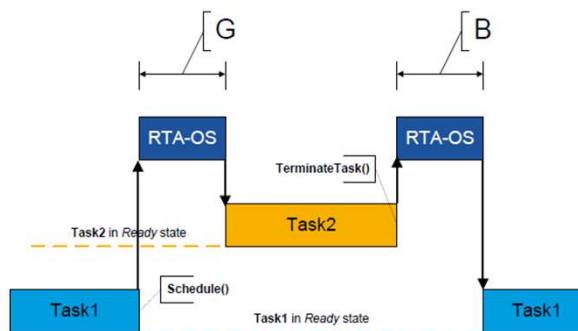 G
B
RTA-OS
RTA-OS
TerminateTask()
Task2 in Ready state
Task2
Schedule()
Task1
Task1 in Ready state
Task1